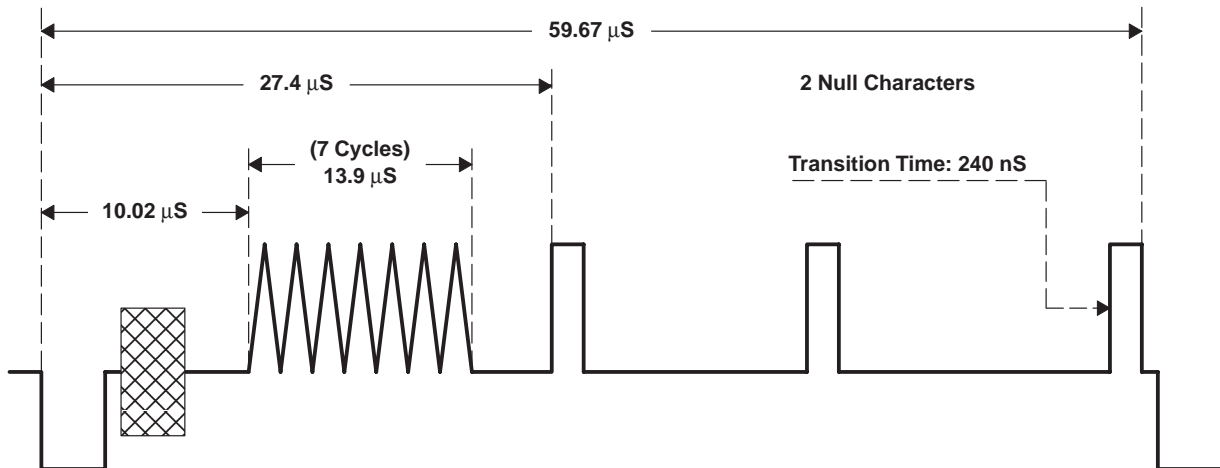 59.67 μS
27.4 μS
2 Null Characters
(7 Cycles)
13.9 μS
Transition Time: 240 nS
10.02 μS